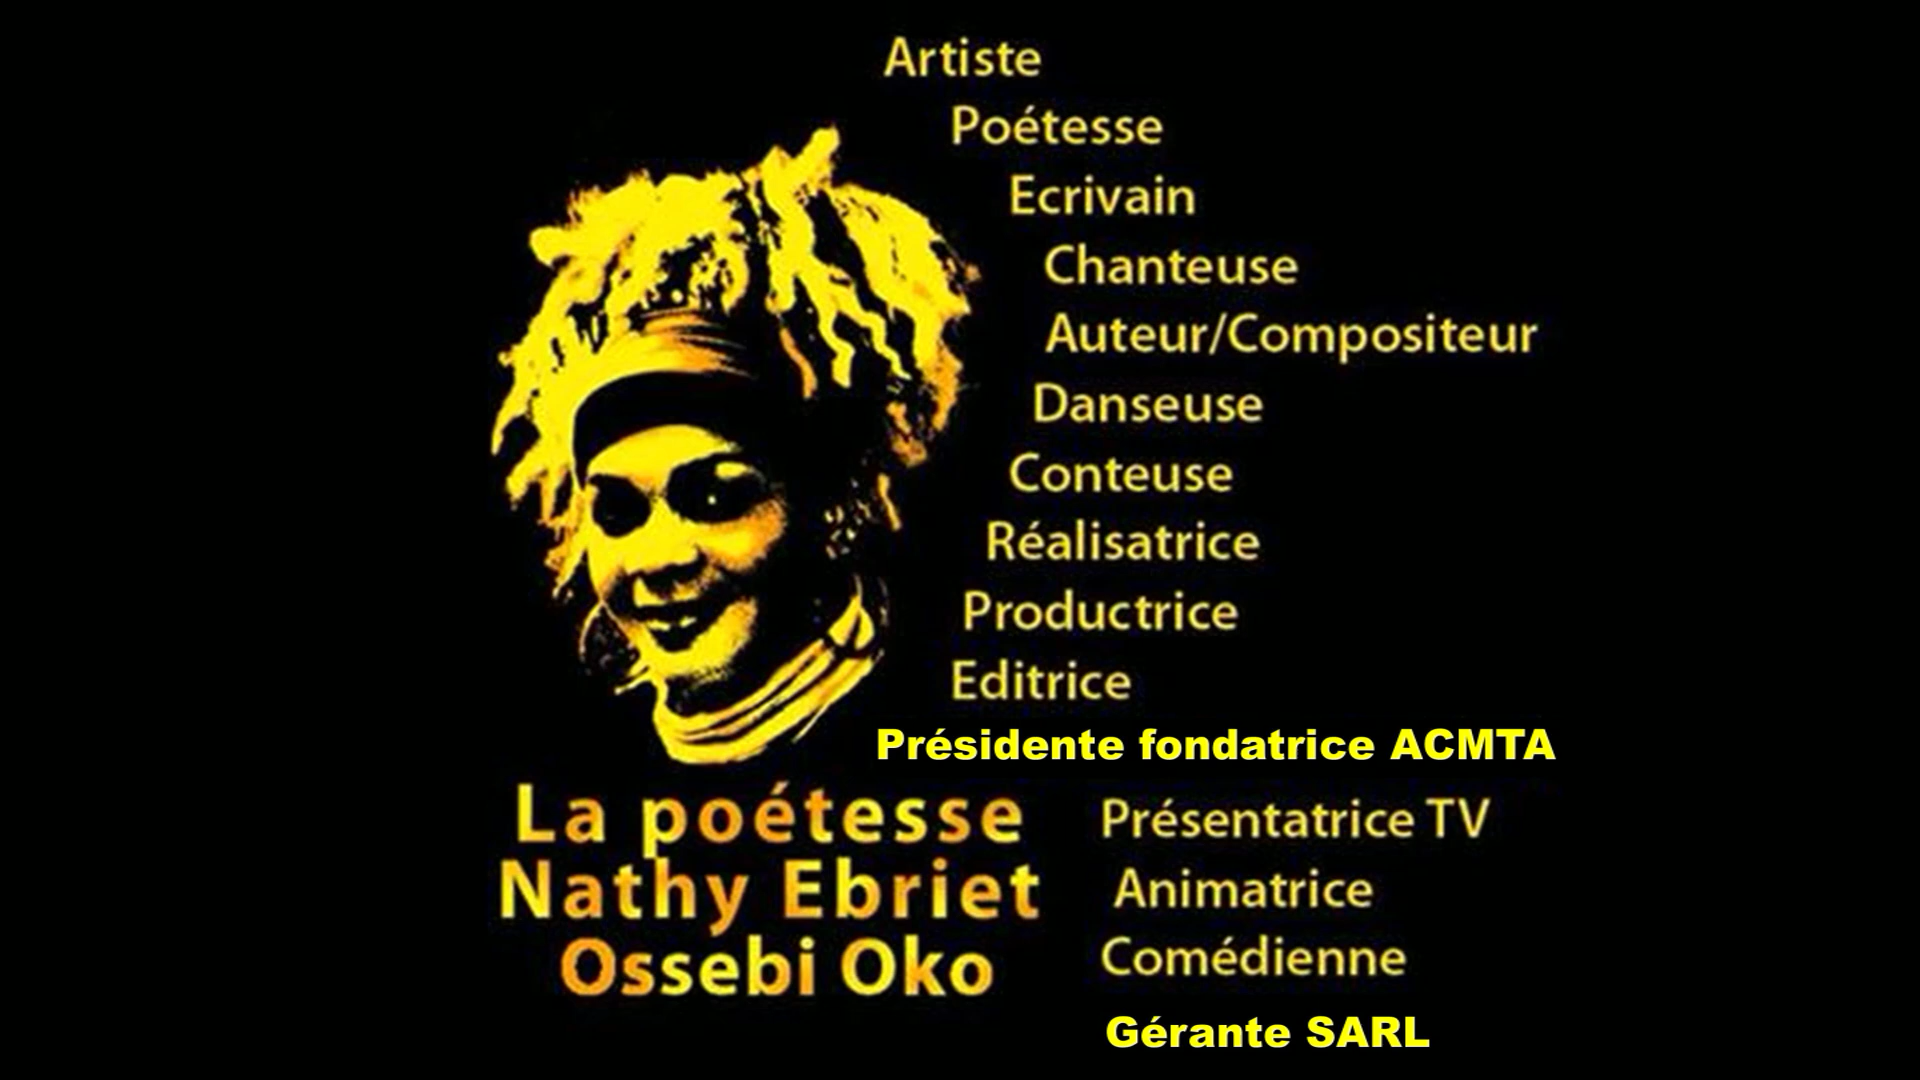 Artiste
Poétesse
Ecrivain
Chanteuse
Auteur/Compositeur
Danseuse
Conteuse
Réalisatrice
Productrice
Editrice
Présidente fondatrice ACMTA
La poétesse
Nathy Ebriet
Ossebi Oko
Présentatrice TV
Animatrice
Comédienne
Gérante SARL